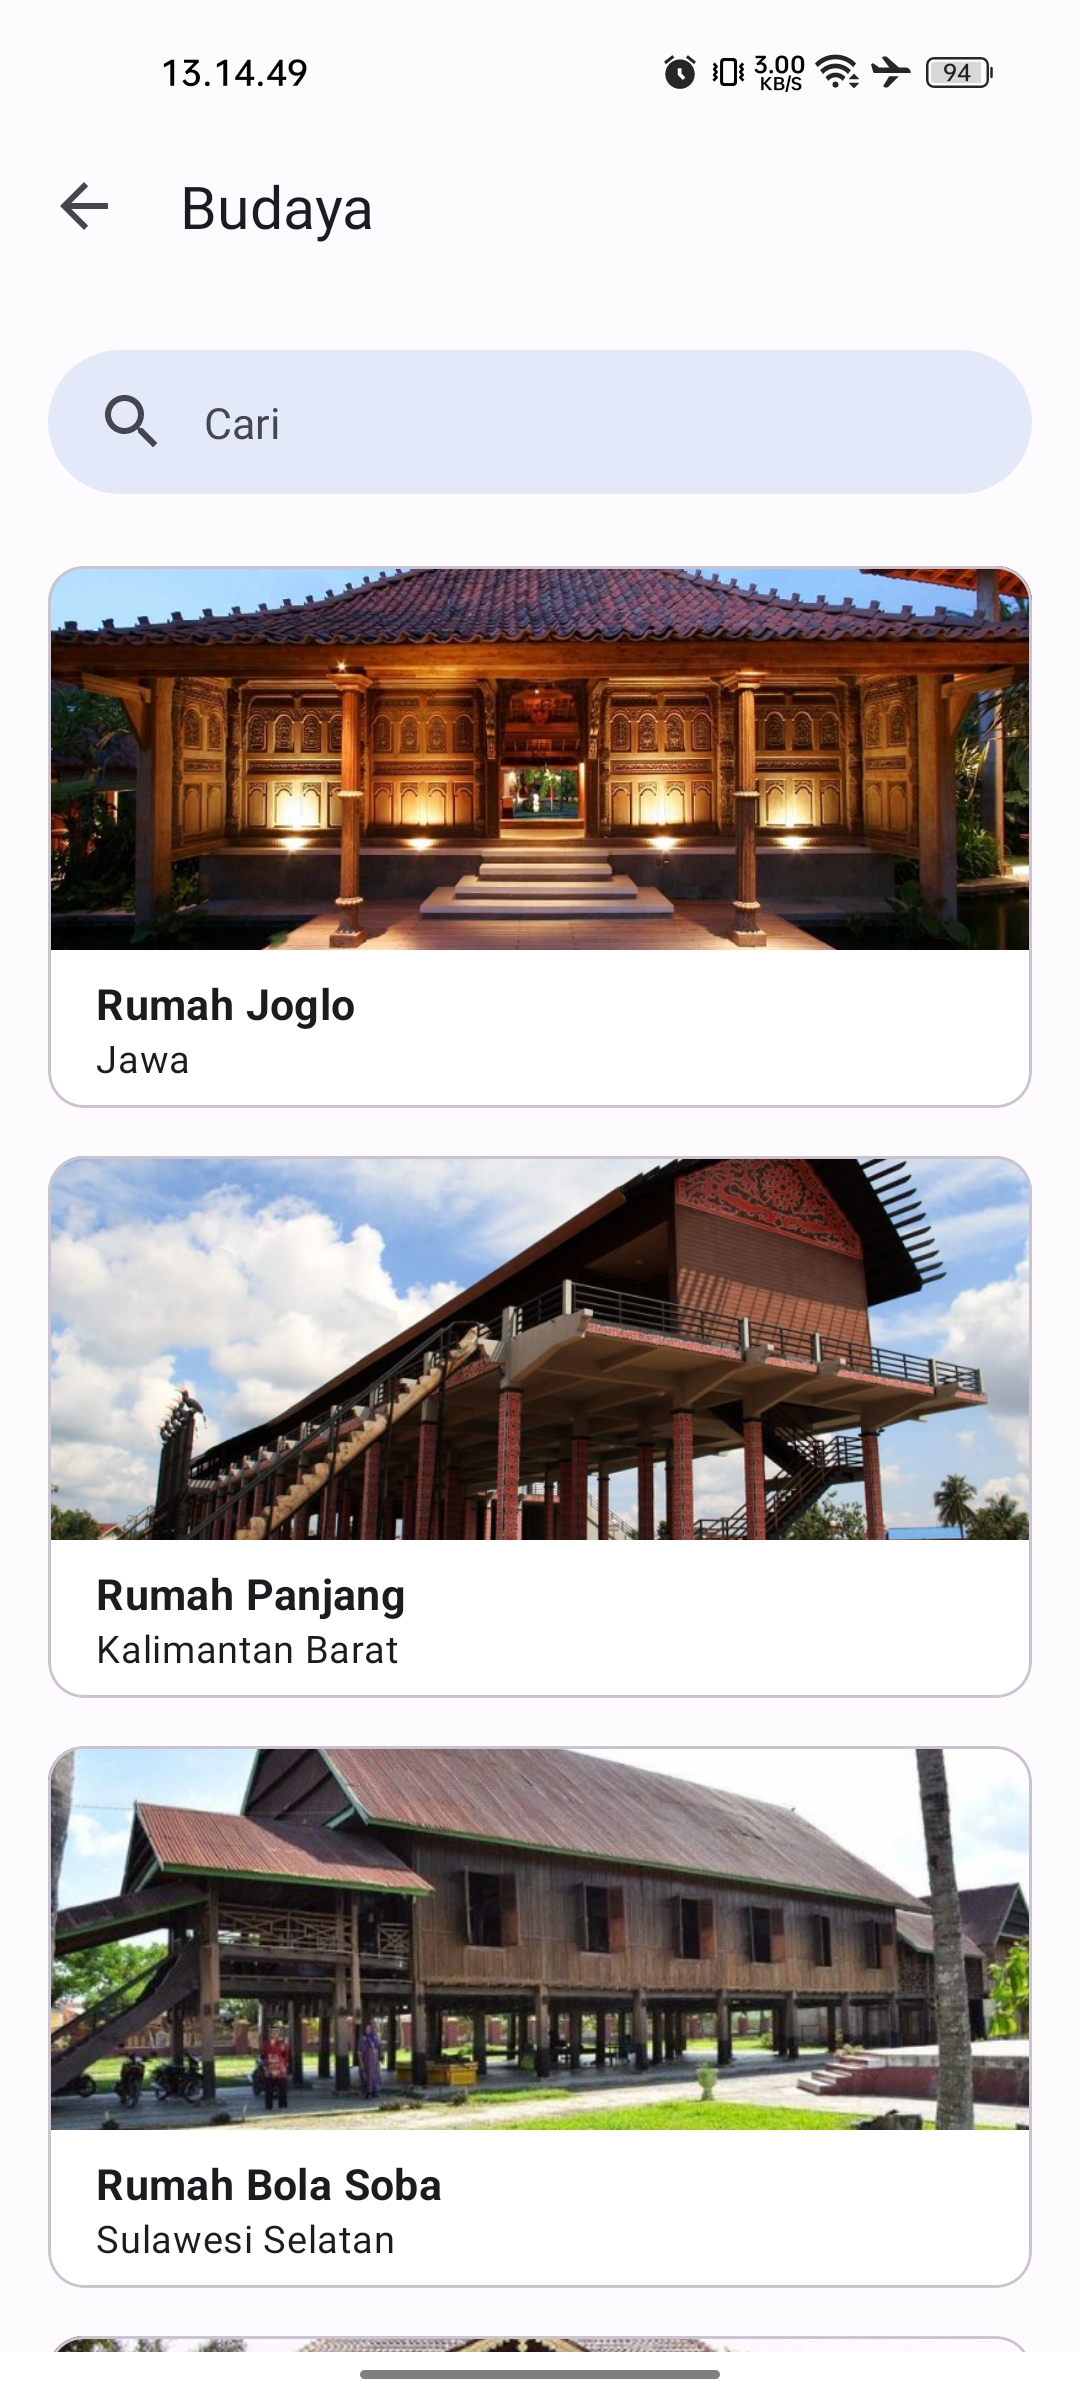 13.14.49
3.00
KB/S
94
Budaya
Cari
Rumah Joglo
Jawa
Rumah Panjang
Kalimantan Barat
Rumah Bola Soba
Sulawesi Selatan